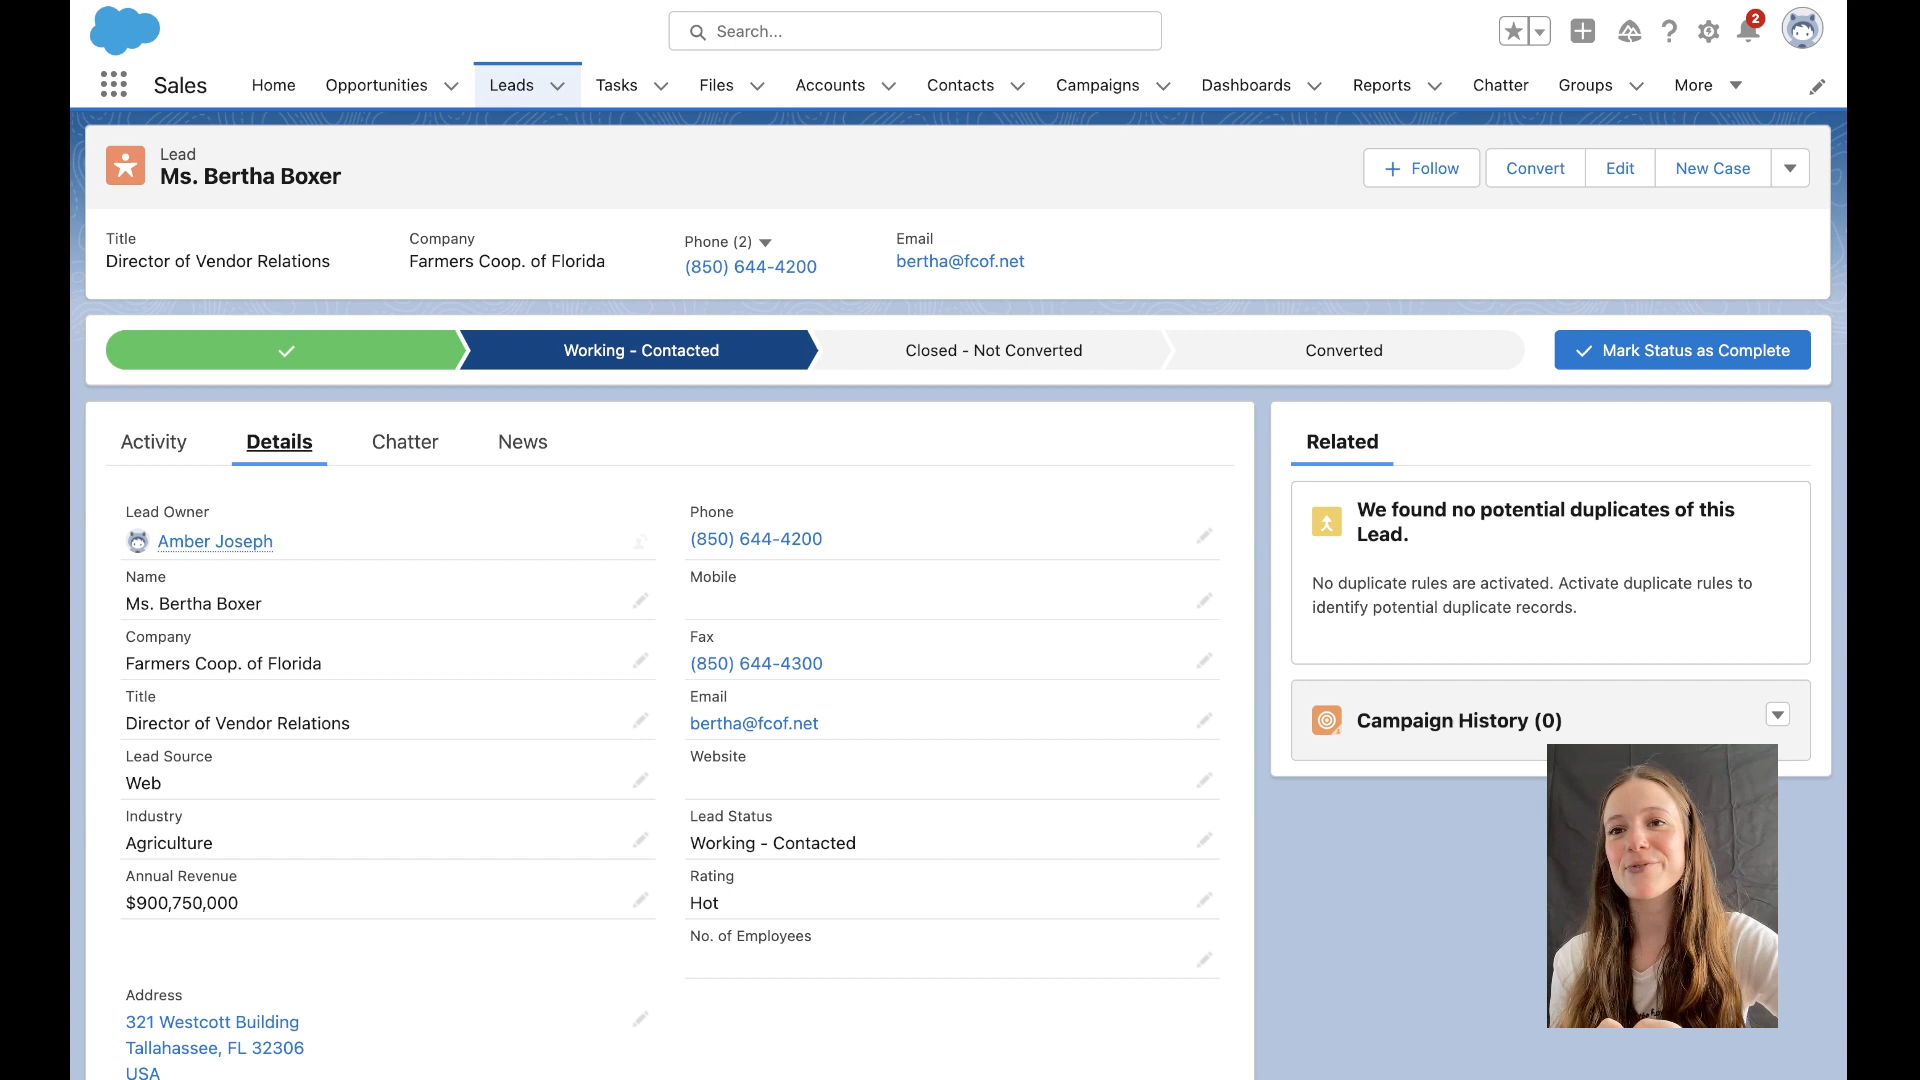 Search...
2
Sales
Home
Opportunities
Leads
Tasks
Files
Accounts
Contacts
Campaigns
Dashboards
Reports
Chatter
Groups
More
Lead
Ms. Bertha Boxer
Follow
Convert
Edit
New Case
Title
Director of Vendor Relations
Company
Farmers Coop. of Florida
Phone (2)
(850) 644-4200
Email
bertha@fcof.net
Working - Contacted
Closed - Not Converted
Converted
Mark Status as Complete
Activity
Details
Chatter
News
Lead Owner
Amber Joseph
Name
Ms. Bertha Boxer
Company
Farmers Coop. of Florida
Title
Director of Vendor Relations
Lead Source
Web
Industry
Agriculture
Annual Revenue
$900,750,000
Address
321 Westcott Building
Tallahassee, FL 32306
USA
Phone
(850) 644-4200
Mobile
Fax
(850) 644-4300
Email
bertha@fcof.net
Website
Lead Status
Working - Contacted
Rating
Hot
No. of Employees
Related
We found no potential duplicates of this
Lead.
No duplicate rules are activated. Activate duplicate rules to
identify potential duplicate records.
Campaign History (0)